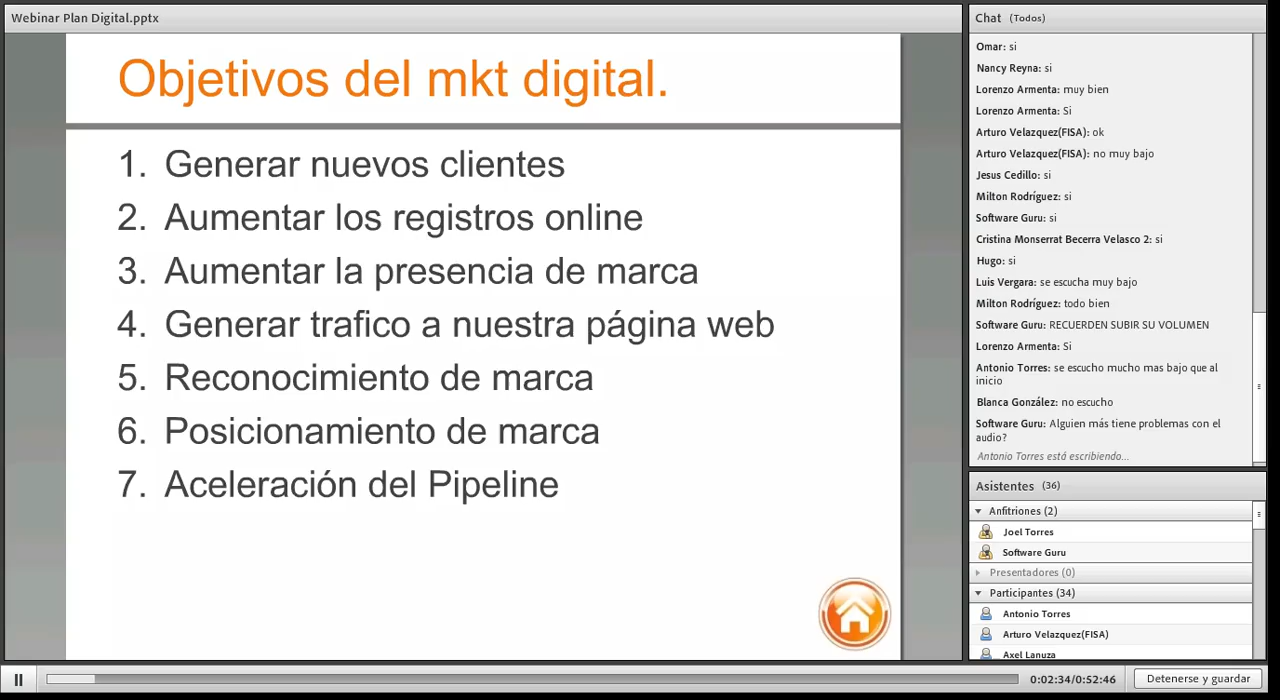 Webinar Plan Digital.pptx
Objetivos del mkt digital.
1. Generar nuevos clientes
2. Aumentar los registros online
3. Aumentar la presencia de marca
4. Generar trafico a nuestra página web
5. Reconocimiento de marca
6. Posicionamiento de marca
7. Aceleración del Pipeline
Chat (Todos)
Omar: si
Nancy Reyna: si
Lorenzo Armenta: muy bien
Lorenzo Armenta: Si
Arturo Velazquez(FISA): ok
Arturo Velazquez(FISA): no muy bajo
Jesus Cedillo: si
Milton Rodríguez: si
Software Guru: si
Cristina Monserrat Becerra Velasco 2: si
Hugo: si
Luis Vergara: se escucha muy bajo
Milton Rodríguez: todo bien
Software Guru: RECUERDEN SUBIR SU VOLUMEN
Lorenzo Armenta: Si
Antonio Torres: se escucho mucho mas bajo que al
inicio
Blanca González: no escucho
Software Guru: Alguien más tiene problemas con el
audio?
Antonio Torres está escribiendo...
Asistentes (36)
Anfitriones (2)
Joel Torres
Software Guru
Presentadores (0)
Participantes (34)
Antonio Torres
Arturo Velazquez(FISA)
Axel Lanuza
0:02:34/0:52:46
Detenerse y guardar